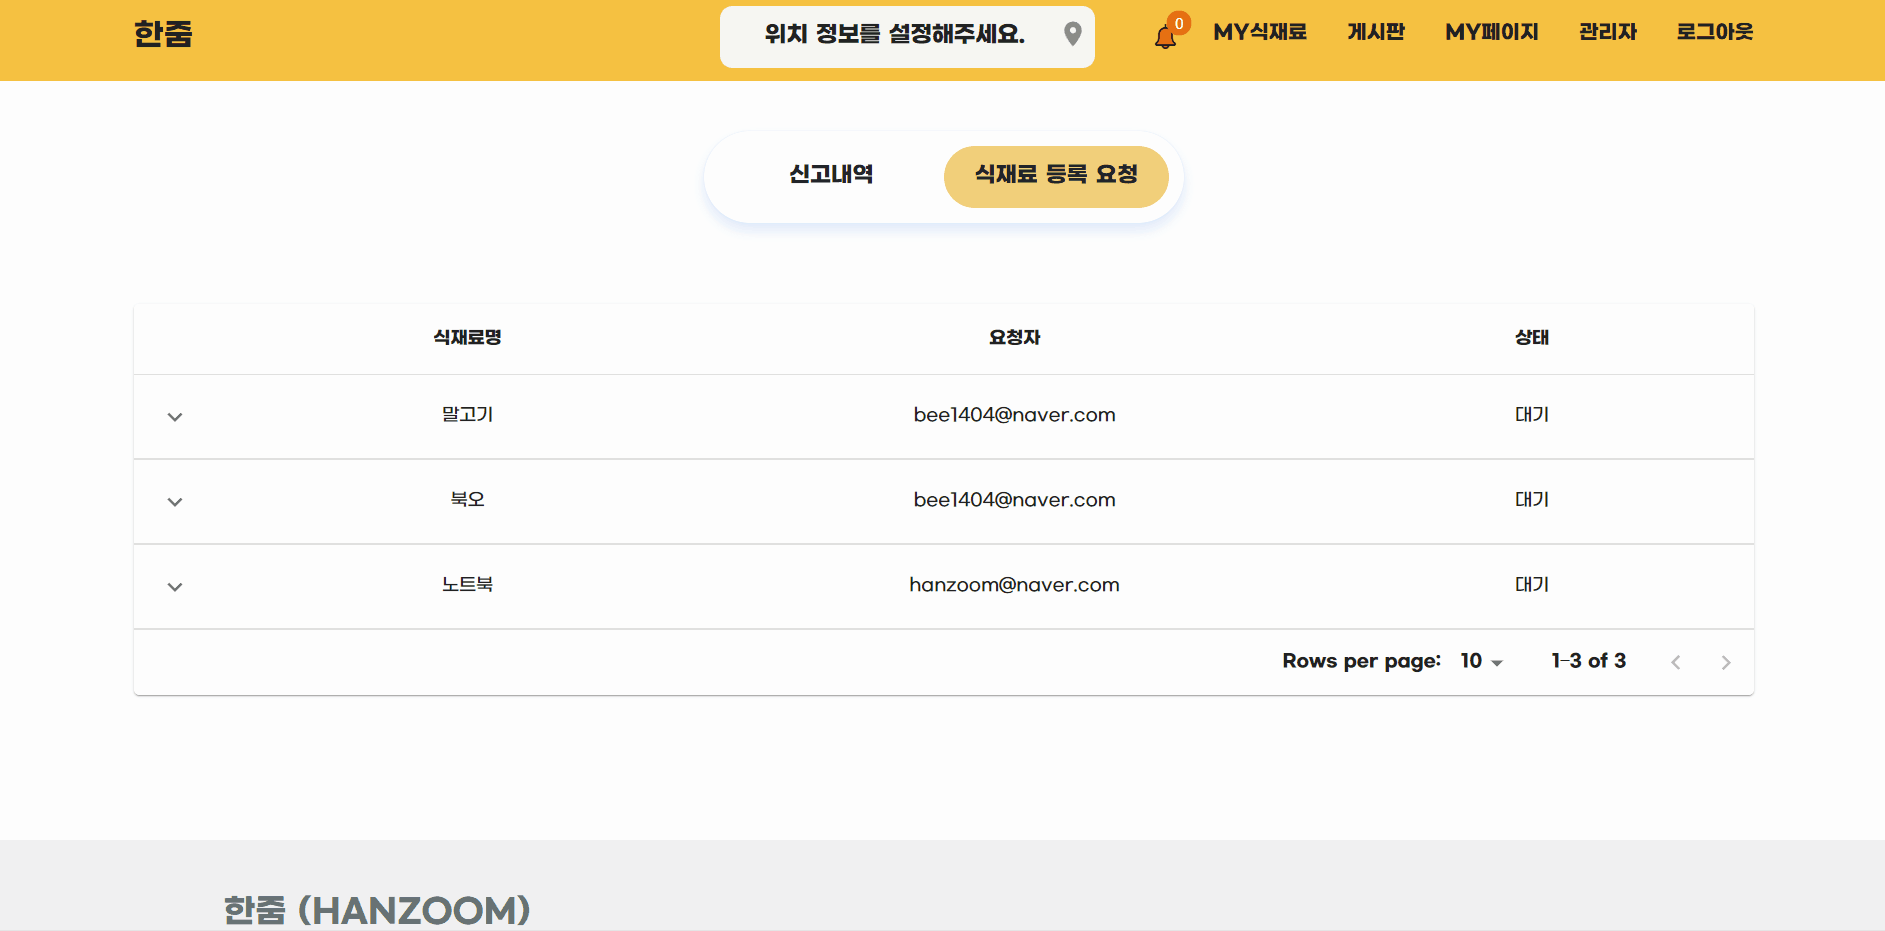 한줌
위치 정보를 설정해주세요.
0
MY식재료 게시판 MY페이지 관리자 로그아웃
신고내역 식재료 등록 요청
식재료명 요청자 상태
말고기 bee1404@naver.com 대기
북오 bee1404@naver.com 대기
노트북 hanzoom@naver.com 대기
Rows per page: 10 1-3 of 3
한줌 (HANZOOM)